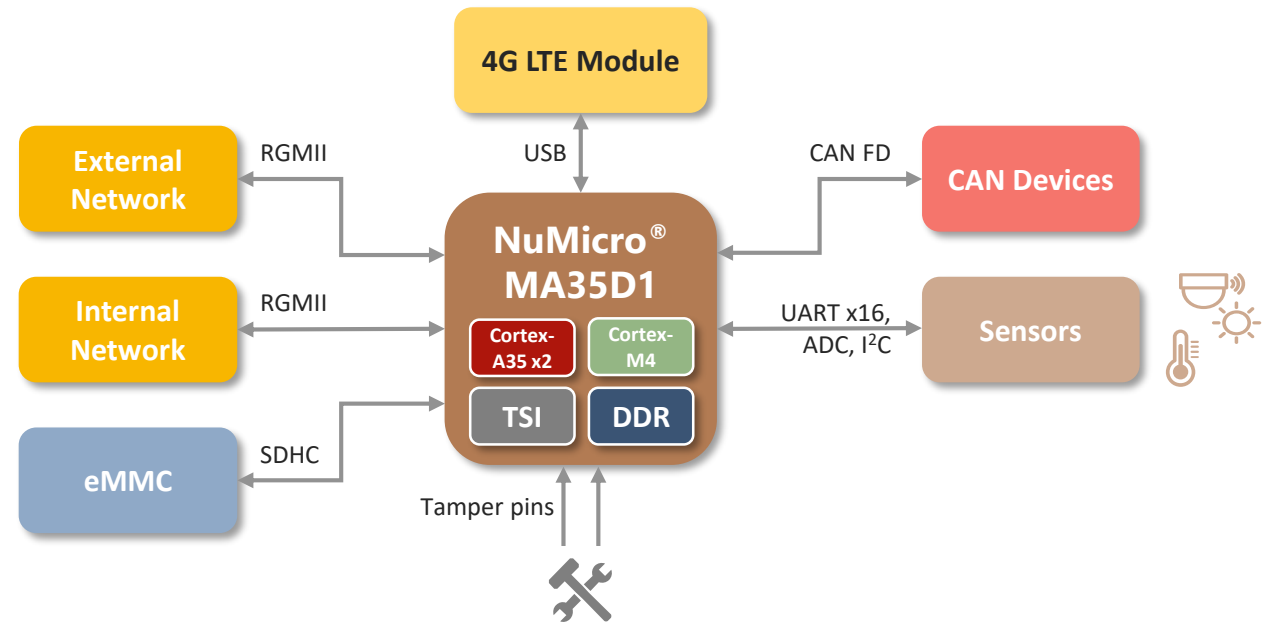 4G LTE Module
External
Network
RGMII
USB
CAN FD
CAN Devices
NuMicro®
MA35D1
Internal
Network
RGMII
UART x16,
ADC, I²C
Sensors
Cortex-
A35 x2
Cortex-
M4
TSI
DDR
eMMC
SDHC
Tamper pins